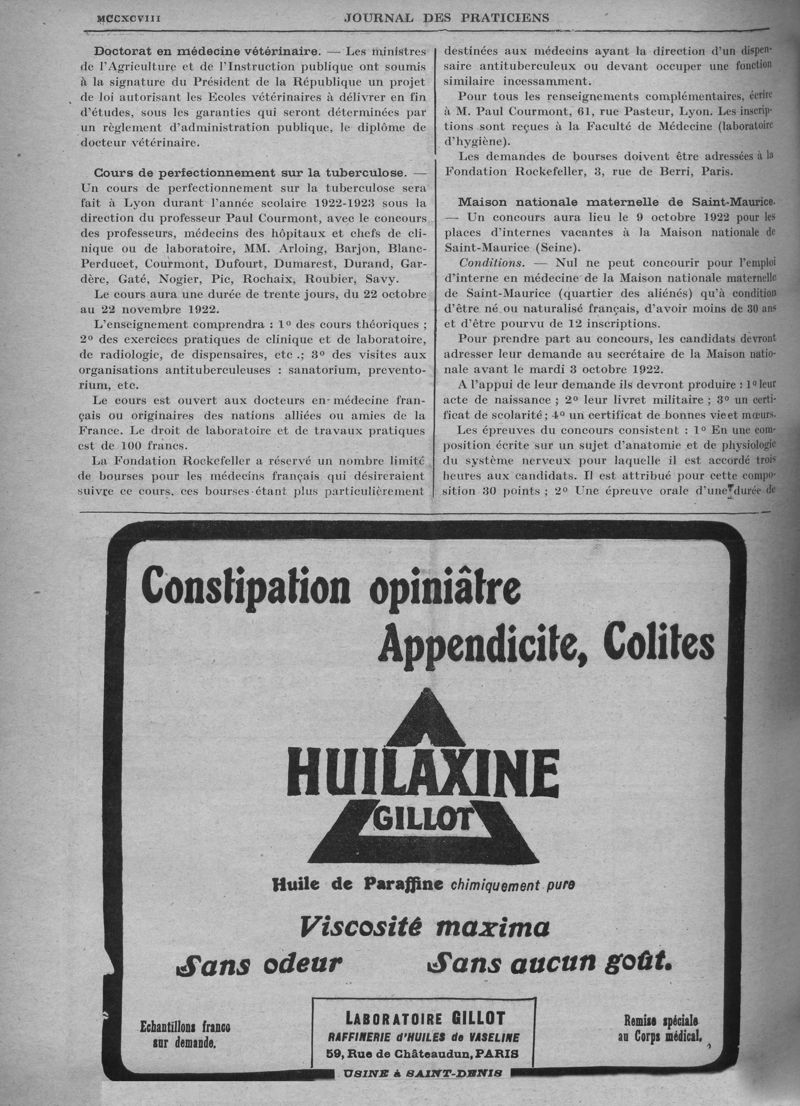 MCCXCVIII
JOURNAL DES PRATICIENS
Doctorat en médecine vétérinaire. — Les ministres
de l'Agriculture et de l'Instruction publique ont soumis
à la signature du Président de la République un projet
de loi autorisant les Ecoles vétérinaires à délivrer en fin
d'études, sous les garanties qui seront déterminées par
un règlement d'administration publique, le diplôme de
docteur vétérinaire.
Cours de perfectionnement sur la tuberculose. —
Un cours de perfectionnement sur la tuberculose sera
fait à Lyon durant l'année scolaire 1922-1923 sous la
direction du professeur Paul Courmont, avec le concours
des professeurs, médecins des hôpitaux et chefs de cli-
nique ou de laboratoire, MM. Arloing, Barjon, Blanc-
Perducet, Courmont, Dufourt, Dumarest, Durand, Gar-
dère, Gaté, Nogier, Pic, Rochaix, Roubier, Savy.
Le cours aura une durée de trente jours, du 22 octobre
au 22 novembre 1922.
L'enseignement comprendra : 1º des cours théoriques ;
2º des exercices pratiques de clinique et de laboratoire,
de radiologie, de dispensaires, etc .; 3º des visites aux
organisations antituberculeuses : sanatorium, prevento-
rium, etc.
Le cours est ouvert aux docteurs en médecine fran-
çais ou originaires des nations alliées ou amies de la
France. Le droit de laboratoire et de travaux pratiques
est de 100 francs.
La Fondation Rockefeller a réservé un nombre limité
de bourses pour les médecins français qui désireraient
suivre ce cours, ces bourses étant plus particulièrement
destinées aux médecins ayant la direction d'un dispen-
saire antituberculeux ou devant occuper une fonction
similaire incessamment.
Pour tous les renseignements complémentaires, écrire
à M. Paul Courmont, 61, rue Pasteur, Lyon. Les inscrip-
tions sont reçues à la Faculté de Médecine (laboratoire
d'hygiène).
Les demandes de bourses doivent être adressées à la
Fondation Rockefeller, 3, rue de Berri, Paris.
Maison nationale maternelle de Saint-Maurice.
— Un concours aura lieu le 9 octobre 1922 pour les
places d'internes vacantes à la Maison nationale de
Saint-Maurice (Seine).
Conditions. — Nul ne peut concourir pour l'emploi
d'interne en médecine de la Maison nationale maternelle
de Saint-Maurice (quartier des aliénés) qu'à condition
d'être né ou naturalisé français, d'avoir moins de 30 ans
et d'être pourvu de 12 inscriptions.
Pour prendre part au concours, les candidats devront
adresser leur demande au secrétaire de la Maison natio-
nale avant le mardi 3 octobre 1922.
A l'appui de leur demande ils devront produire : 1º leur
acte de naissance ; 2º leur livret militaire ; 3º un certi-
ficat de scolarité ; 4º un certificat de bonnes vie et mœurs.
Les épreuves du concours consistent : 1º En une com-
position écrite sur un sujet d'anatomie et de physiologie
du système nerveux pour laquelle il est accordé trois
heures aux candidats. Il est attribué pour cette compo-
sition 30 points ; 2º Une épreuve orale d'une durée de
Constipation opiniâtre
Appendicite, Colites
HUILAXINE
GILLOT
Huile de Paraffine chimiquement pure
Viscosité maxima
Sans odeur
Sans aucun goût.
Echantillons franco
sur demande.
LABORATOIRE GILLOT
RAFFINERIE d'HUILES de VASELINE
59, Rue de Châteaudun, PARIS
USINE à SAINT-DENIS
Remise spéciale
au Corps médical.